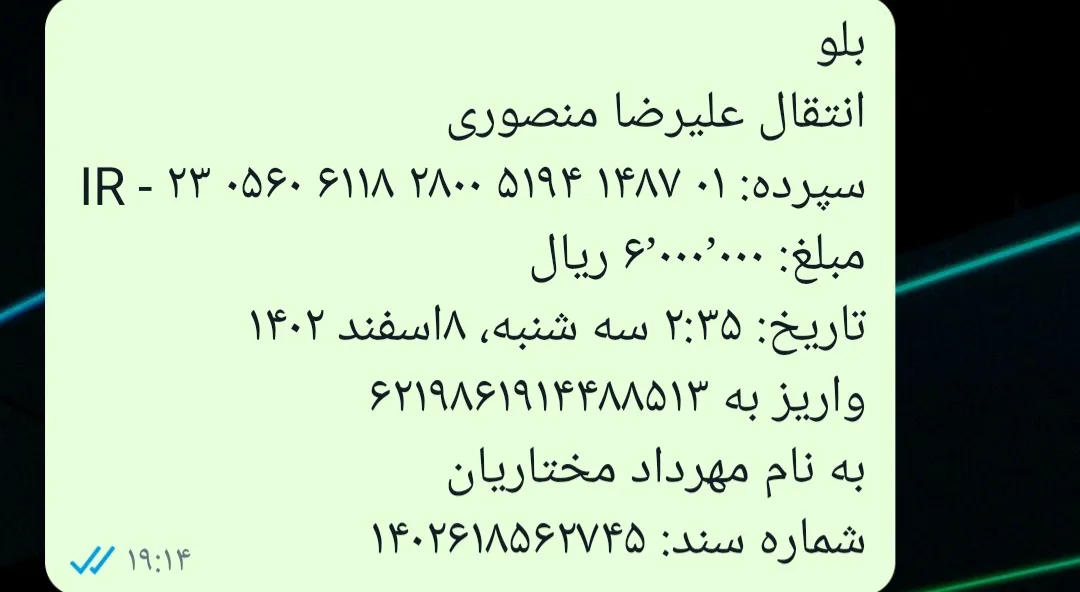 بلو
انتقال علیرضا منصوری
سپرده: IR - ۲۳ ۰۵۶۰ ۶۱۱۸ ۲۸۰۰ ۵۱۹۴ ۱۴۸۷ ۰۱
مبلغ: ۶٬۰۰۰٬۰۰۰ ریال
تاریخ: ۲:۳۵ سه شنبه، ۸اسفند ۱۴۰۲
واریز به ۶۲۱۹۸۶۱۹۱۴۴۸۸۵۱۳
به نام مهرداد مختاریان
شماره سند: ۱۴۰۲۶۱۸۵۶۲۷۴۵
۱۹:۱۴